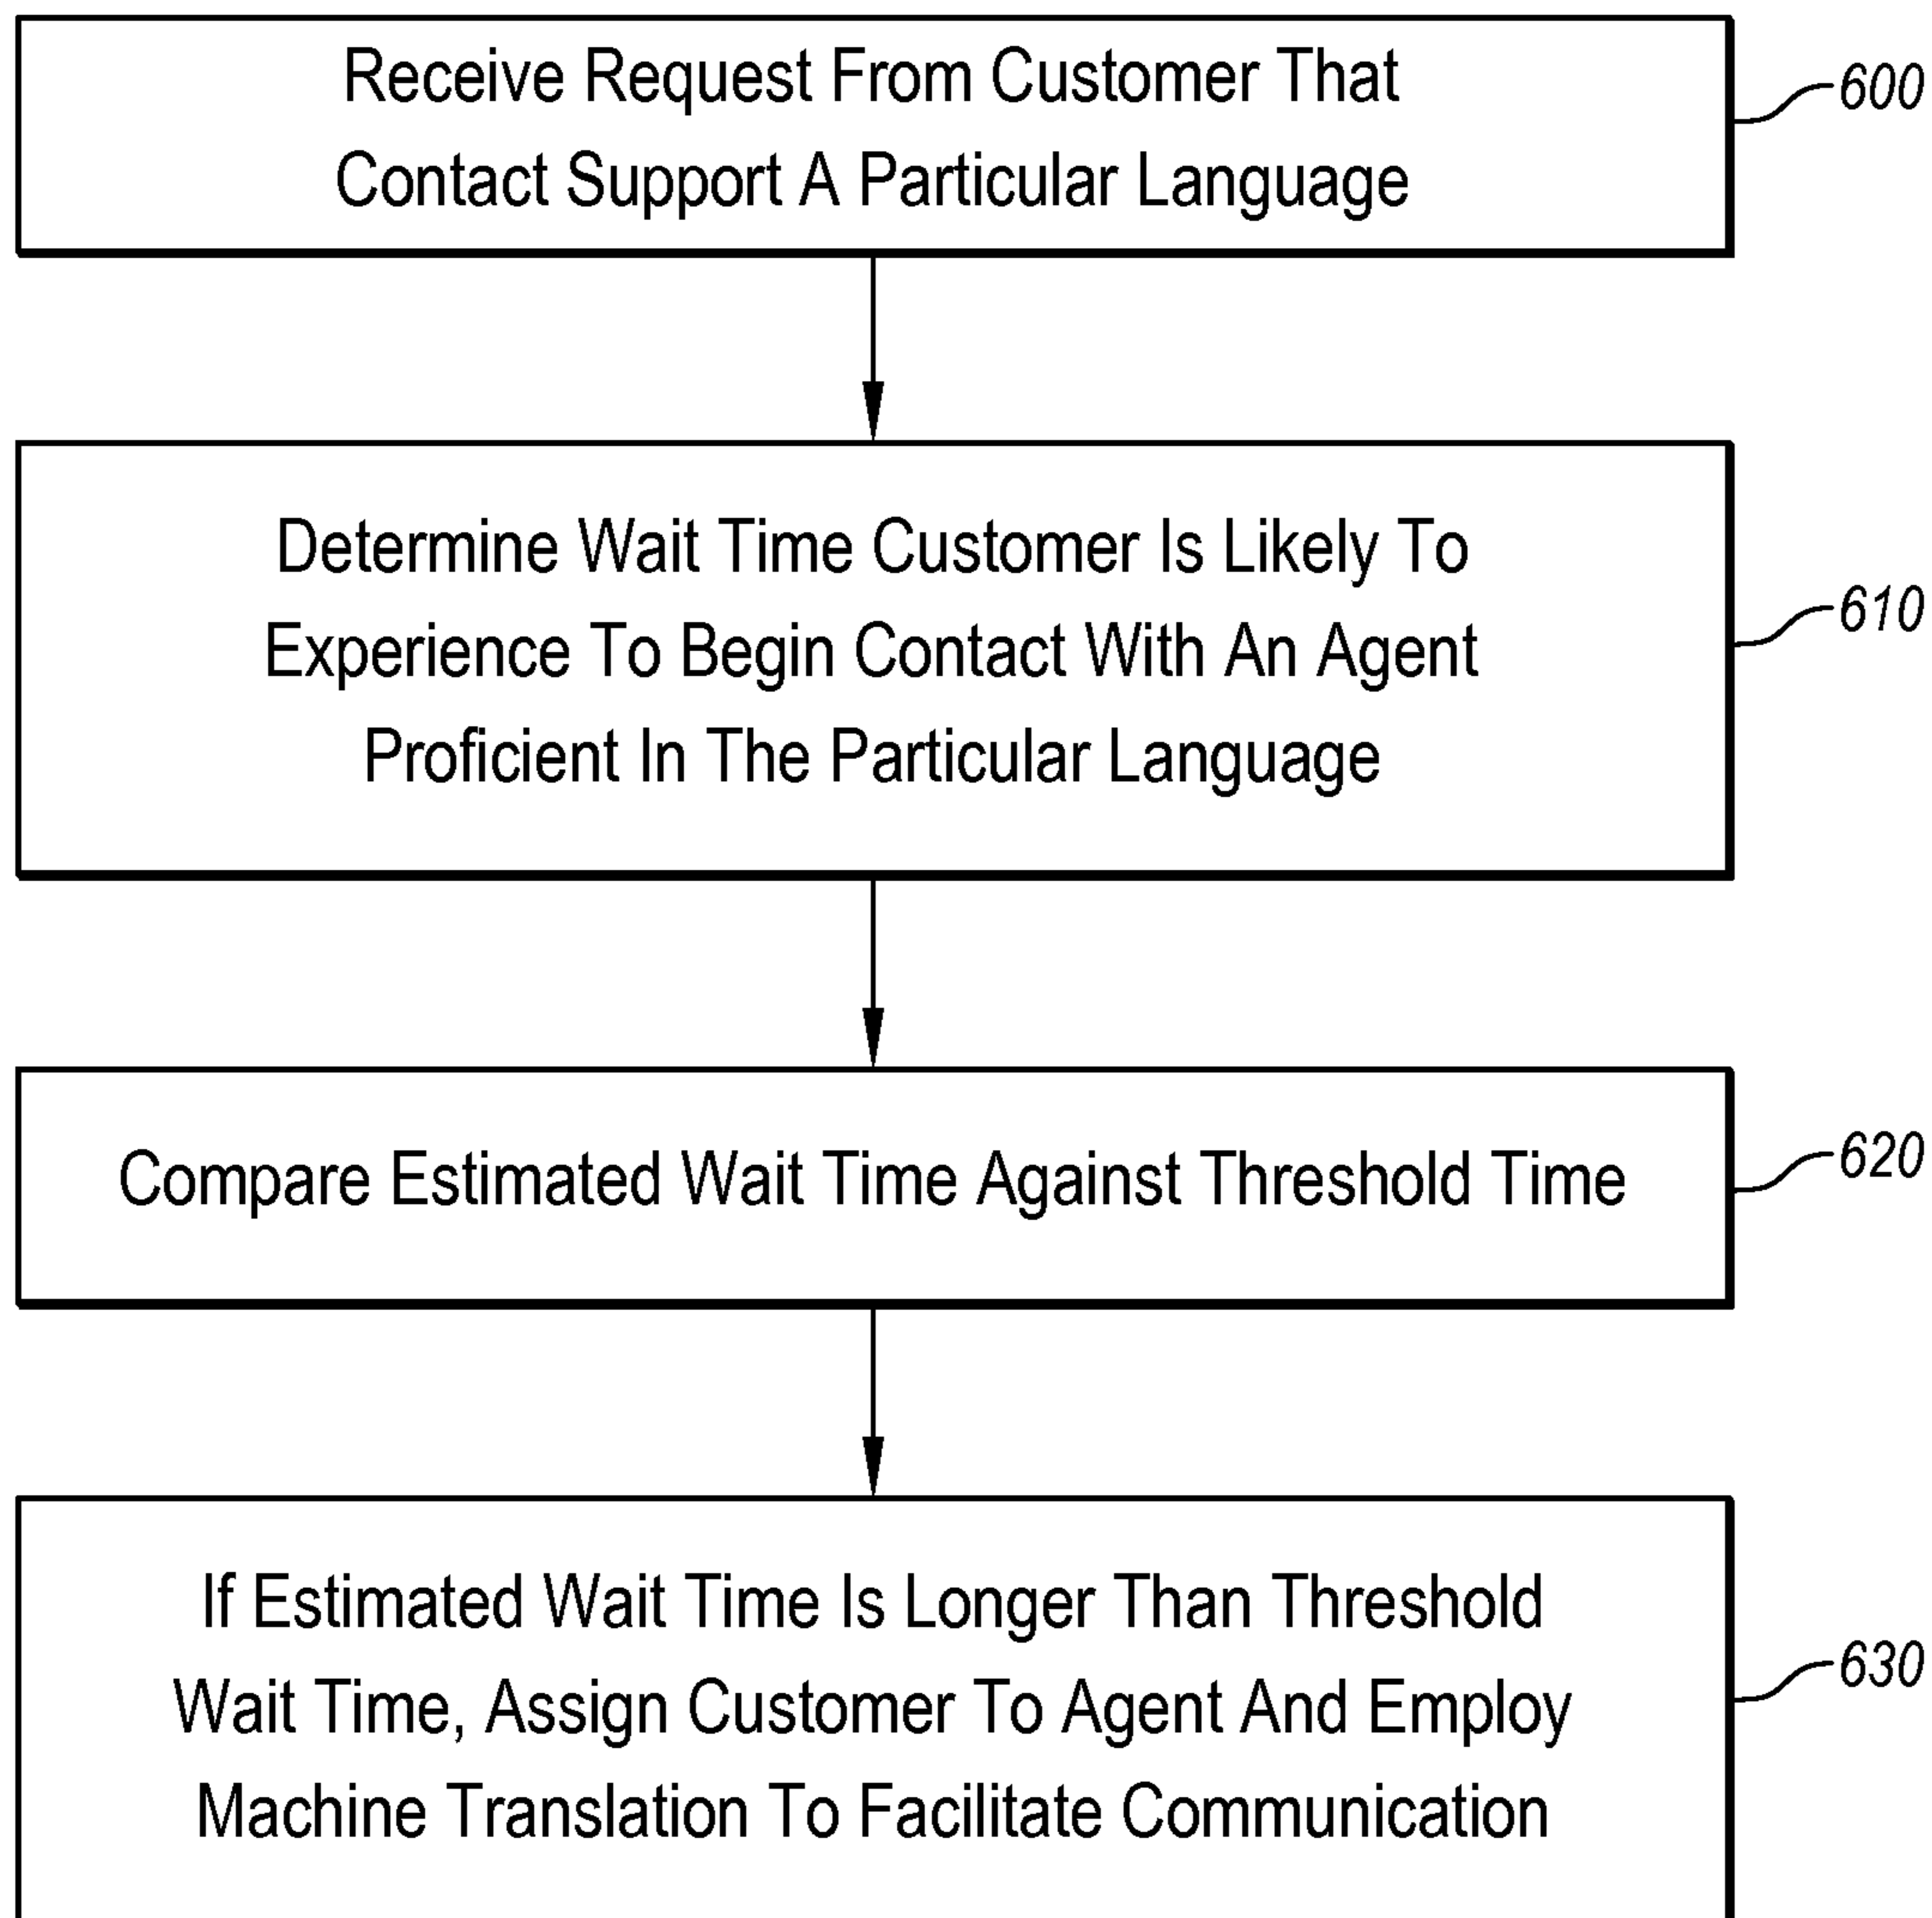 Receive Request From Customer That
Contact Support A Particular Language
600
Determine Wait Time Customer Is Likely To
Experience To Begin Contact With An Agent
Proficient In The Particular Language
610
Compare Estimated Wait Time Against Threshold Time
620
If Estimated Wait Time Is Longer Than Threshold
Wait Time, Assign Customer To Agent And Employ
Machine Translation To Facilitate Communication
630